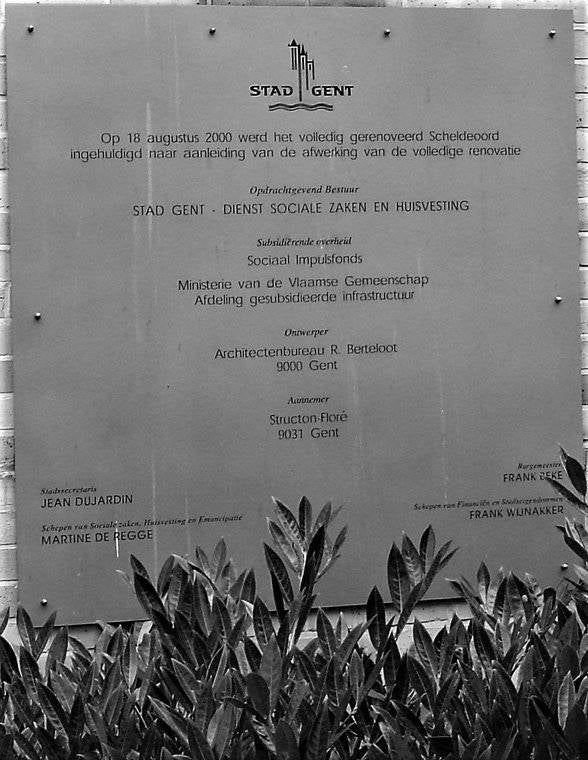 STAD GENT
Op 18 augustus 2000 werd het volledig gerenoveerd Scheldeoord
ingehuldigd naar aanleiding van de afwerking van de volledige renovatie
Opdrachtgevend Bestuur
STAD GENT - DIENST SOCIALE ZAKEN EN HUISVESTING
Subsidiërende overheid
Sociaal Impulsfonds
Ministerie van de Vlaamse Gemeenschap
Afdeling gesubsidieerde infrastructuur
Ontwerper
Architectenbureau R. Berteloot
9000 Gent
Aannemer
Structon-Floré
9031 Gent
Stadssecretaris
JEAN DUJARDIN
Schepen van Sociale zaken, Huisvesting en Emancipatie
MARTINE DE REGGE
Burgemeester
FRANK BEKE
Schepen van Financiën en Stadseigendommen
FRANK WIJNAKKER